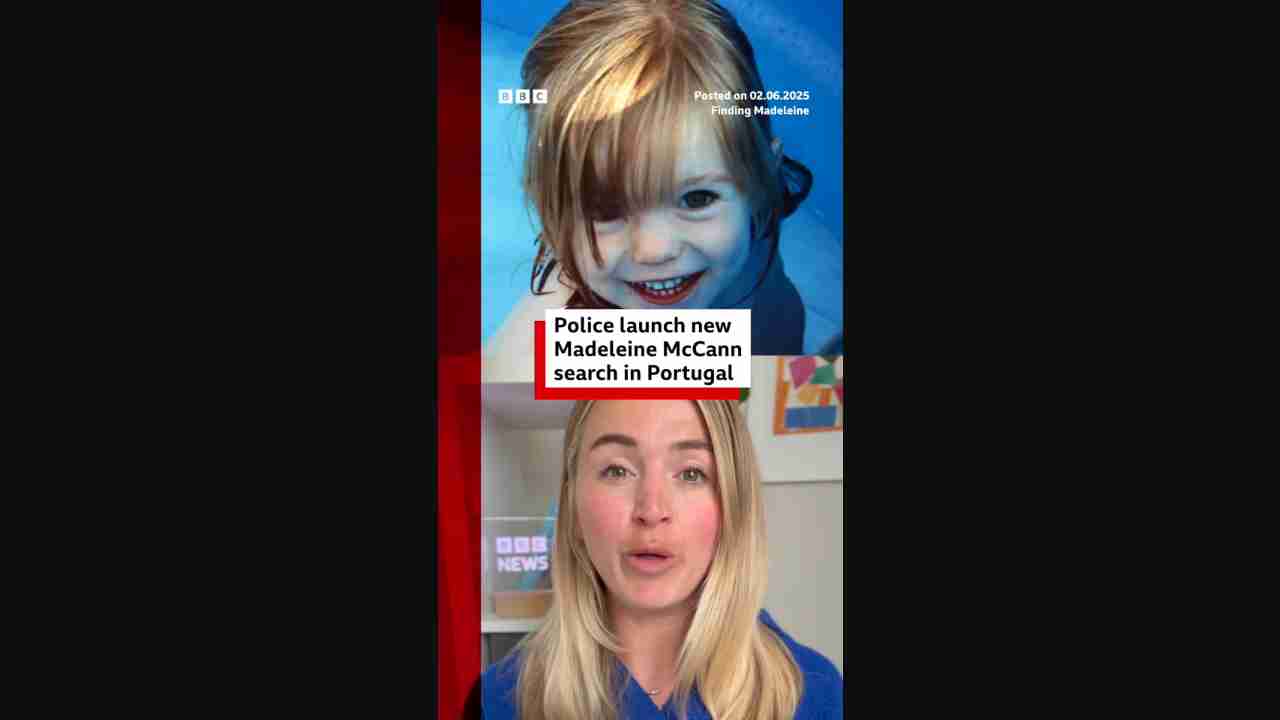 BBC
Posted on 02.06.2025
Finding Madeleine
Police launch new
Madeleine McCann
search in Portugal
BBC
NEWS